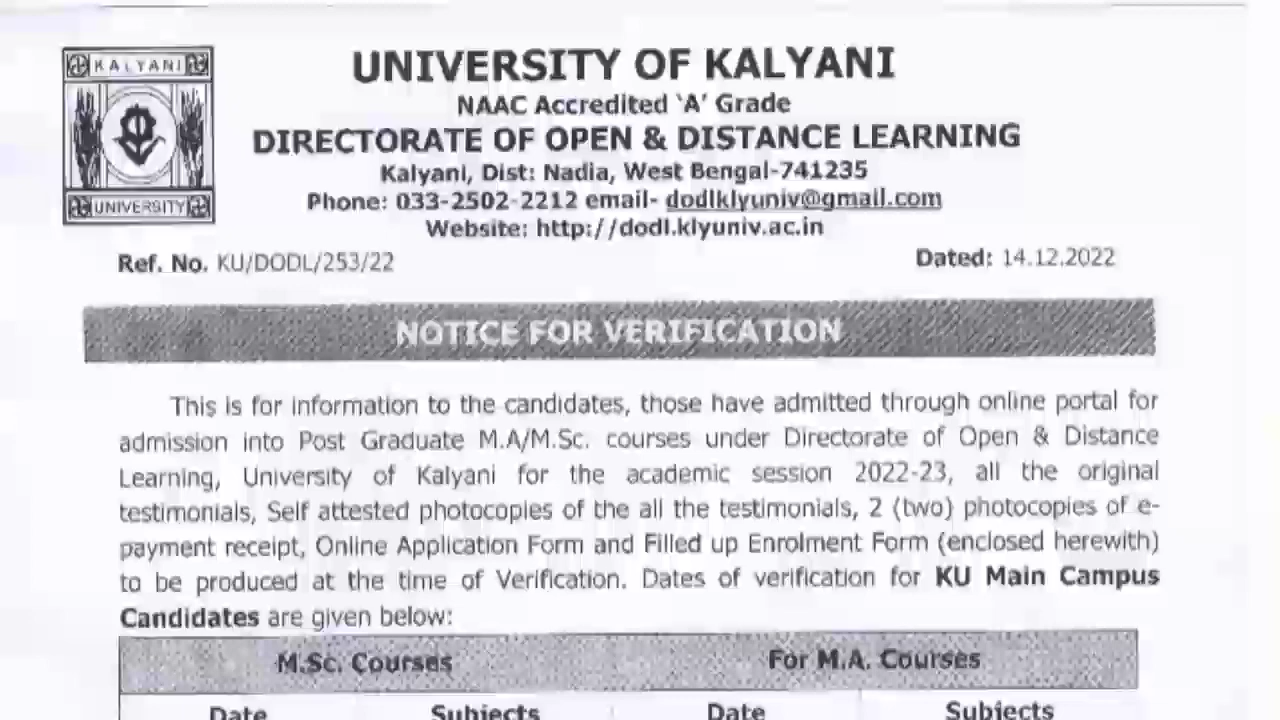 KALYANI
UNIVERSITY
UNIVERSITY OF KALYANI
NAAC Accredited ‘A’ Grade
DIRECTORATE OF OPEN & DISTANCE LEARNING
Kalyani, Dist: Nadia, West Bengal-741235
Phone: 033-2502-2212 email- dodlklyuniv@gmail.com
Website: http://dodl.klyuniv.ac.in
Ref. No. KU/DODL/253/22 Dated: 14.12.2022
NOTICE FOR VERIFICATION
This is for information to the candidates, those have admitted through online portal for
admission into Post Graduate M.A/M.Sc. courses under Directorate of Open & Distance
Learning, University of Kalyani for the academic session 2022-23, all the original
testimonials, Self attested photocopies of the all the testimonials, 2 (two) photocopies of e-
payment receipt, Online Application Form and Filled up Enrolment Form (enclosed herewith)
to be produced at the time of Verification. Dates of verification for KU Main Campus
Candidates are given below:
M.Sc. Courses For M.A. Courses
Date Subjects Date Subjects